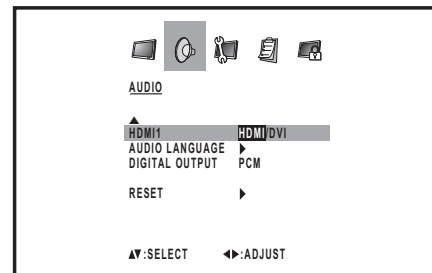 AUDIO
▲
HDMI1 HDMI/DVI
AUDIO LANGUAGE ▶
DIGITAL OUTPUT PCM
RESET ▶
▲▼:SELECT ◀▶:ADJUST